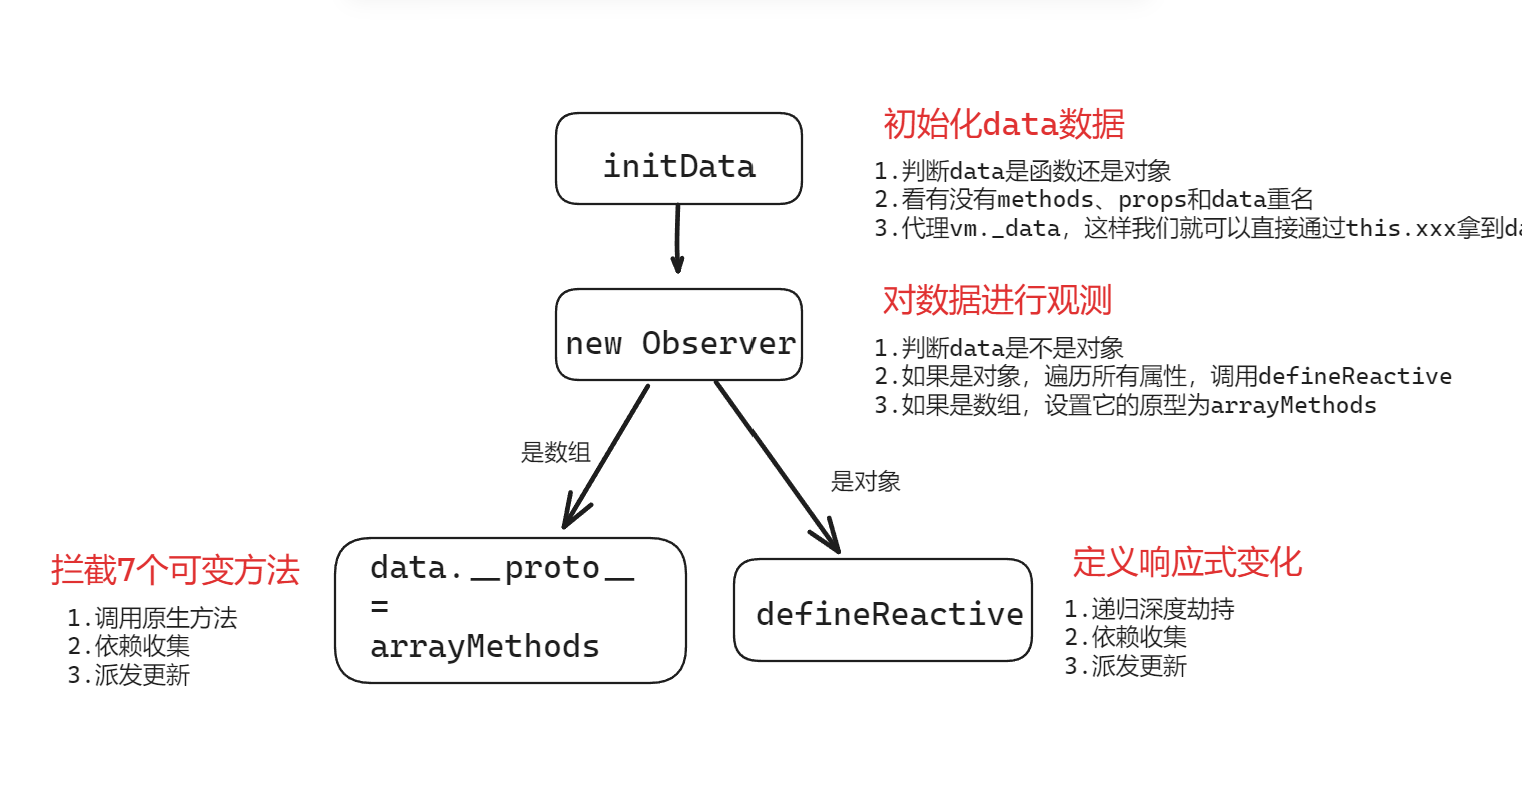 initData
初始化data数据
1.判断data是函数还是对象
2.看有没有methods、props和data重名
3.代理vm._data，这样我们就可以直接通过this.xxx拿到
new Observer
对数据进行观测
1.判断data是不是对象
2.如果是对象，遍历所有属性，调用defineReactive
3.如果是数组，设置它的原型为arrayMethods
是数组
是对象
拦截7个可变方法
1.调用原生方法
2.依赖收集
3.派发更新
data.__proto__
=
arrayMethods
defineReactive
定义响应式变化
1.递归深度劫持
2.依赖收集
3.派发更新